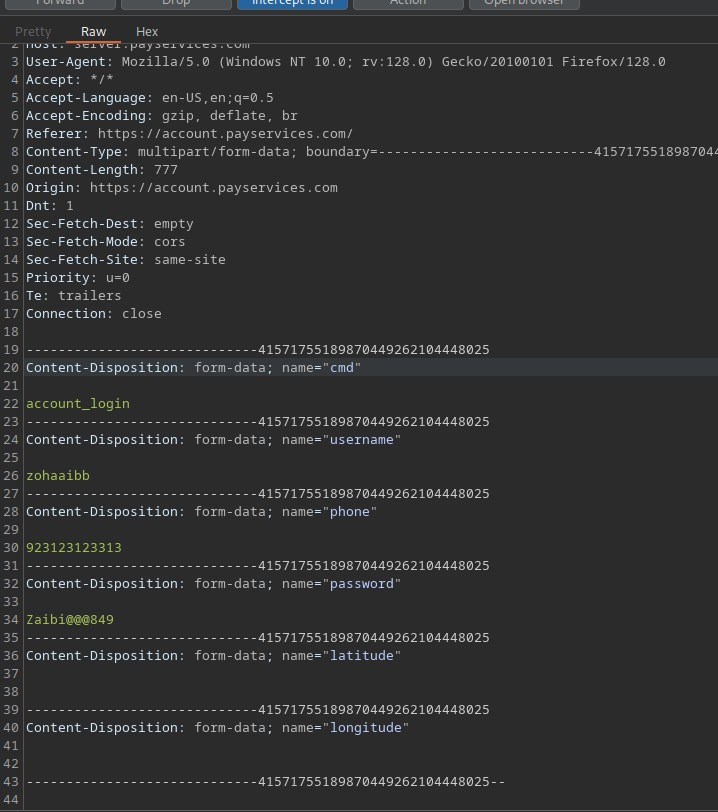 Forward Drop Intercept is on Action Open browser
Pretty Raw Hex
2 Host: server.payservices.com
3 User-Agent: Mozilla/5.0 (Windows NT 10.0; rv:128.0) Gecko/20100101 Firefox/128.0
4 Accept: */*
5 Accept-Language: en-US,en;q=0.5
6 Accept-Encoding: gzip, deflate, br
7 Referer: https://account.payservices.com/
8 Content-Type: multipart/form-data; boundary=---------------------------4157175518987044
9 Content-Length: 777
10 Origin: https://account.payservices.com
11 Dnt: 1
12 Sec-Fetch-Dest: empty
13 Sec-Fetch-Mode: cors
14 Sec-Fetch-Site: same-site
15 Priority: u=0
16 Te: trailers
17 Connection: close
18
19 -----------------------------41571755189870449262104448025
20 Content-Disposition: form-data; name="cmd"
21
22 account_login
23 -----------------------------41571755189870449262104448025
24 Content-Disposition: form-data; name="username"
25
26 zohaaibb
27 -----------------------------41571755189870449262104448025
28 Content-Disposition: form-data; name="phone"
29
30 923123123313
31 -----------------------------41571755189870449262104448025
32 Content-Disposition: form-data; name="password"
33
34 Zaibi@@@849
35 -----------------------------41571755189870449262104448025
36 Content-Disposition: form-data; name="latitude"
37
38
39 -----------------------------41571755189870449262104448025
40 Content-Disposition: form-data; name="longitude"
41
42
43 -----------------------------41571755189870449262104448025--
44